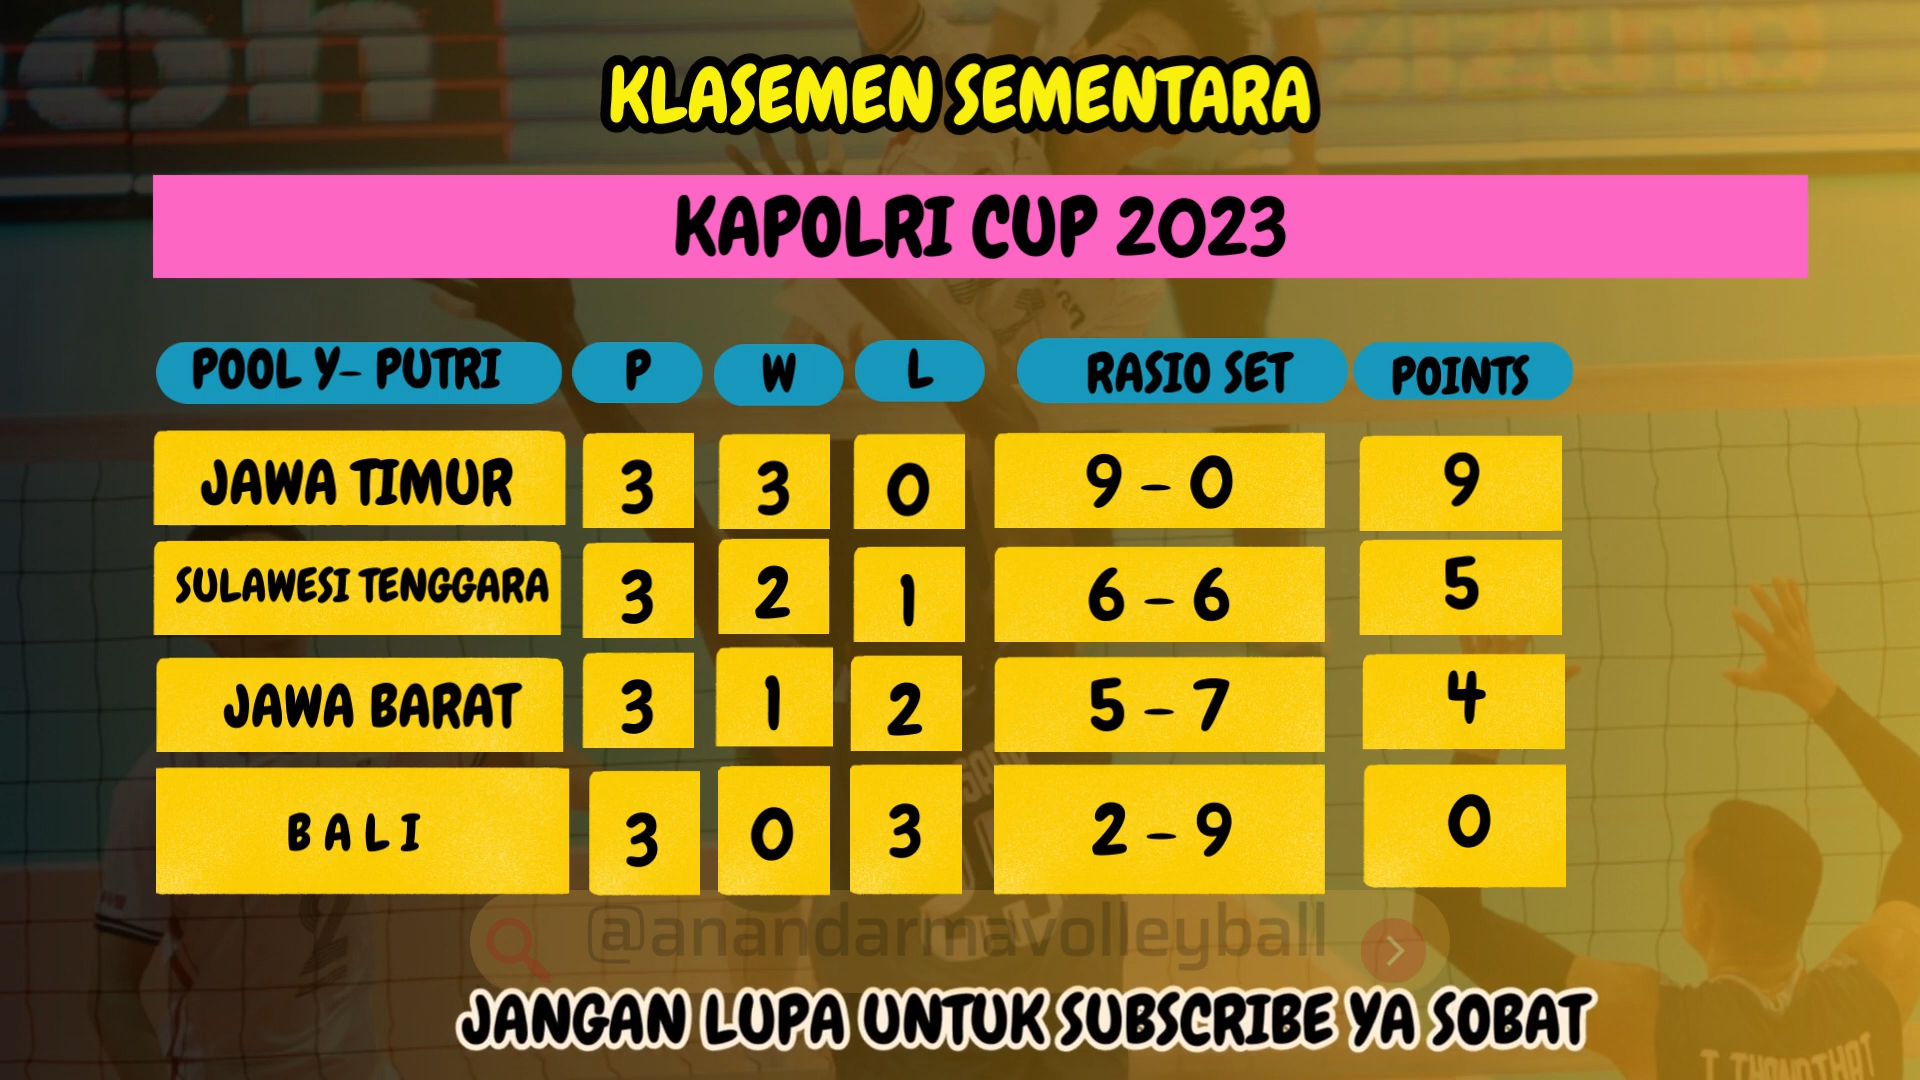 KLASEMEN SEMENTARA
KAPOLRI CUP 2023
POOL Y- PUTRI P W L RASIO SET POINTS
JAWA TIMUR 3 3 0 9 - 0 9
SULAWESI TENGGARA 3 2 1 6 - 6 5
JAWA BARAT 3 1 2 5 - 7 4
B A L I 3 0 3 2 - 9 0
@anandarmavolleyball
JANGAN LUPA UNTUK SUBSCRIBE YA SOBAT